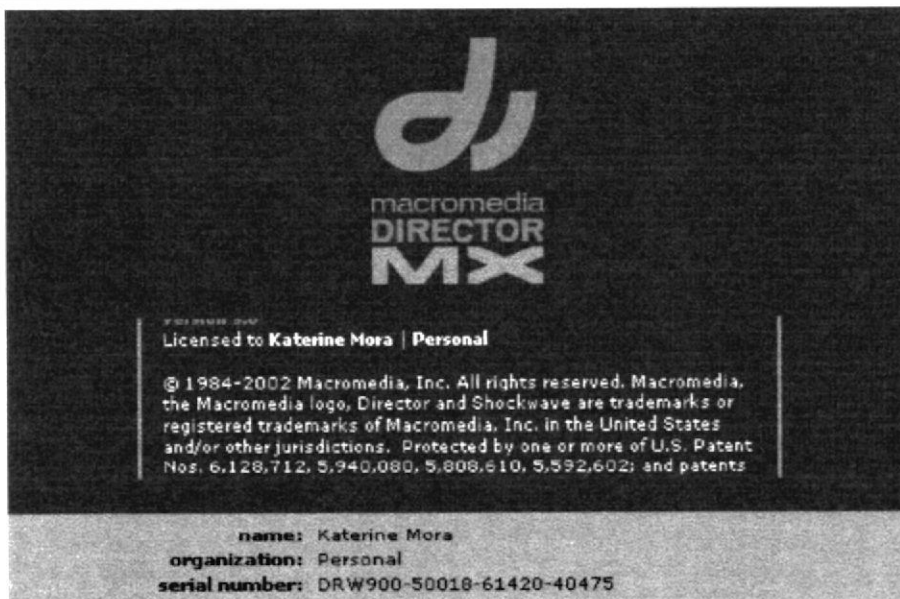 macromedia
DIRECTOR
MX
Licensed to Katerine Mora | Personal
© 1984-2002 Macromedia, Inc. All rights reserved. Macromedia,
the Macromedia logo, Director and Shockwave are trademarks or
registered trademarks of Macromedia, Inc. in the United States
and/or other jurisdictions. Protected by one or more of U.S. Patent
Nos. 6,128,712, 5,940,080, 5,808,610, 5,592,602; and patents
name: Katerine Mora
organization: Personal
serial number: DRW900-50018-61420-40475